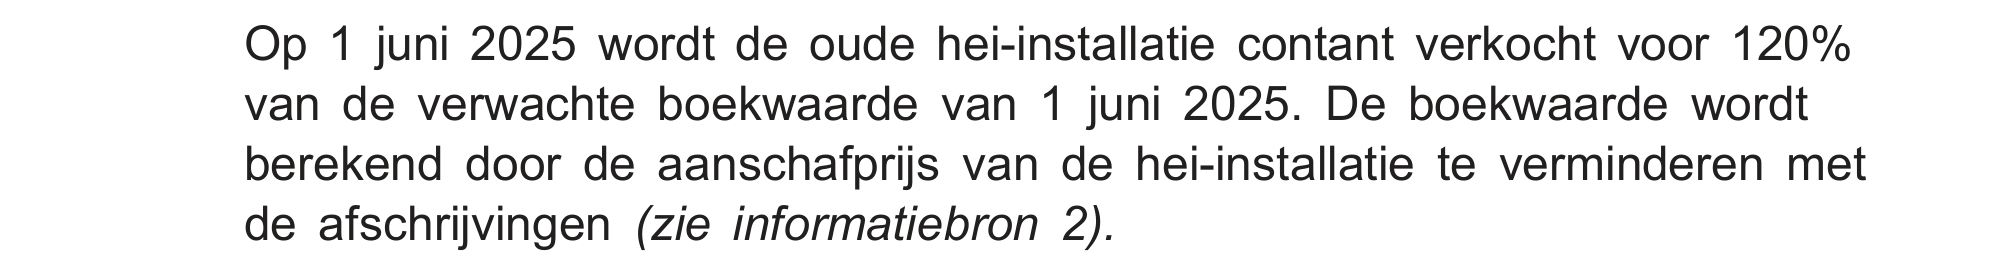 Op 1 juni 2025 wordt de oude hei-installatie contant verkocht voor 120%
van de verwachte boekwaarde van 1 juni 2025. De boekwaarde wordt
berekend door de aanschafprijs van de hei-installatie te verminderen met
de afschrijvingen (zie informatiebron 2).